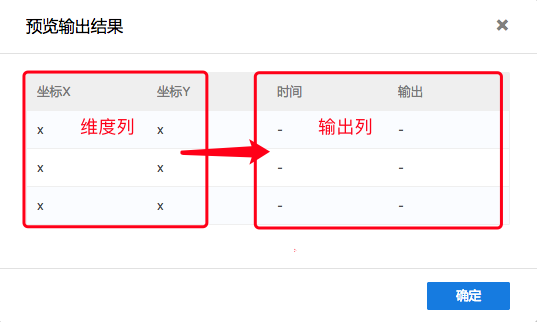 预览输出结果 ✖
坐标X 坐标Y 时间 输出
x 维度列 x - 输出列 -
x x - -
x x - -
确定